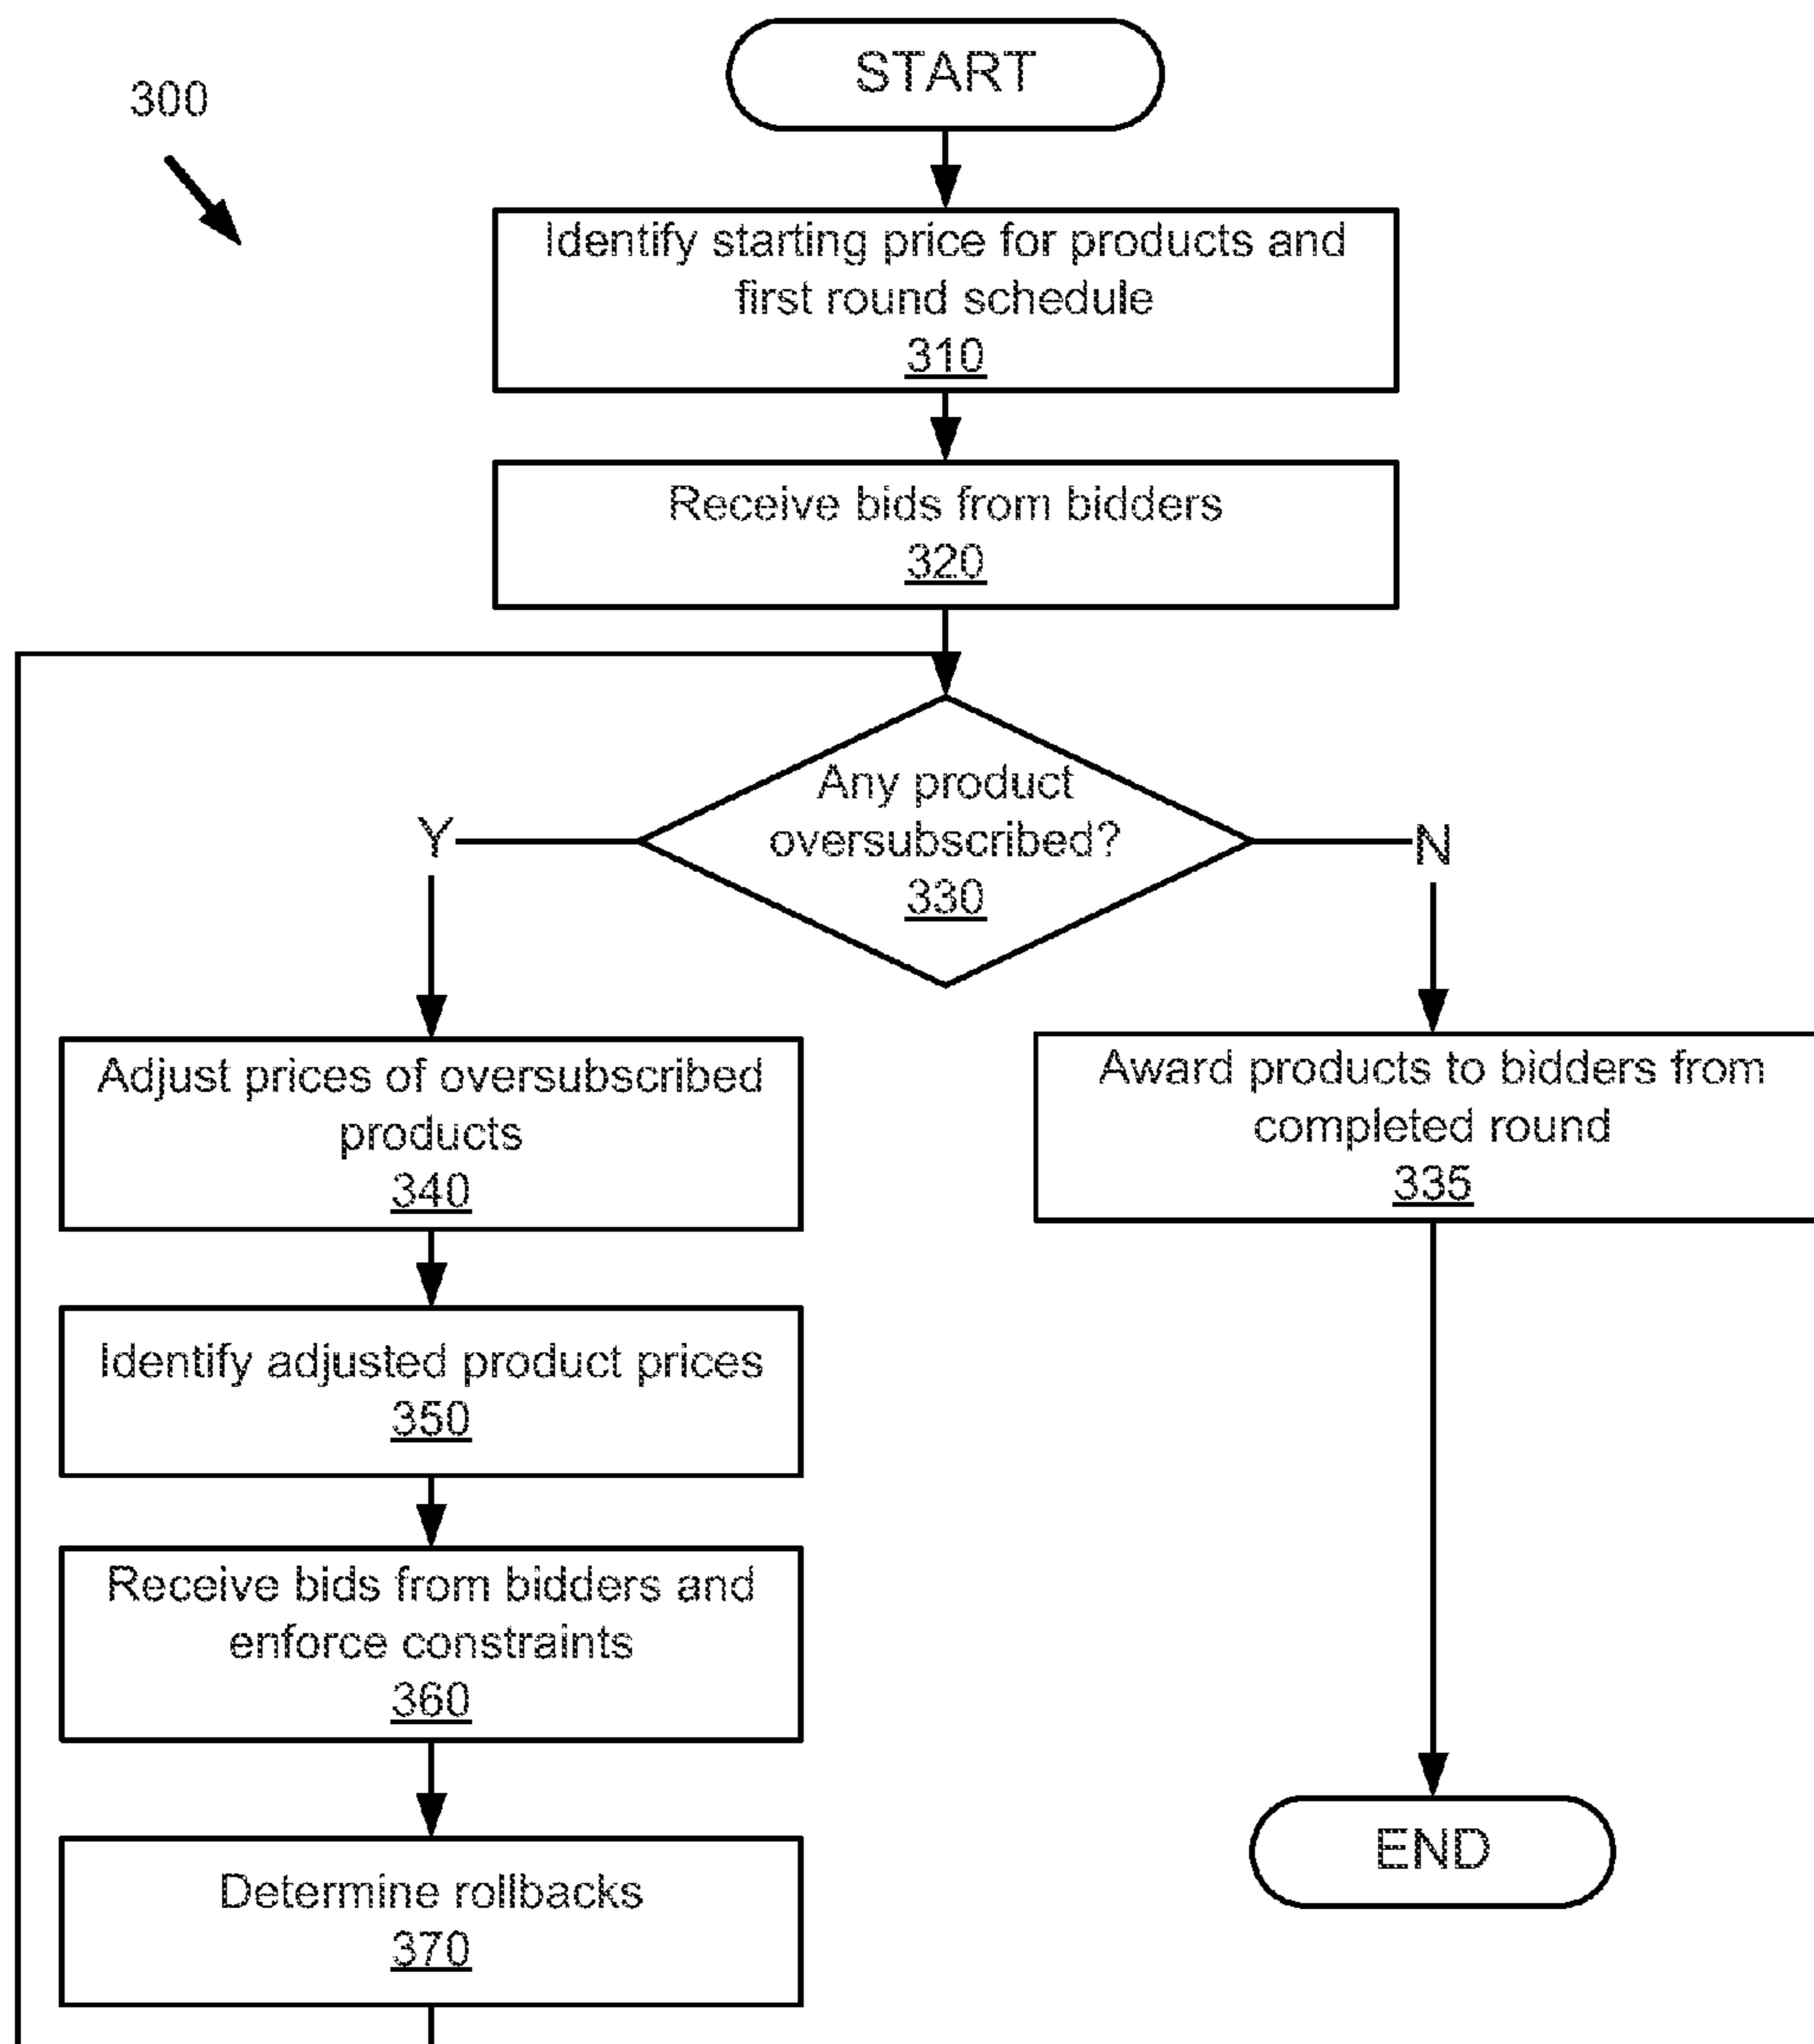 300
START
Identify starting price for products and
first round schedule
310
Receive bids from bidders
320
Any product
oversubscribed?
330
Y
N
Adjust prices of oversubscribed
products
340
Award products to bidders from
completed round
335
Identify adjusted product prices
350
Receive bids from bidders and
enforce constraints
360
Determine rollbacks
370
END